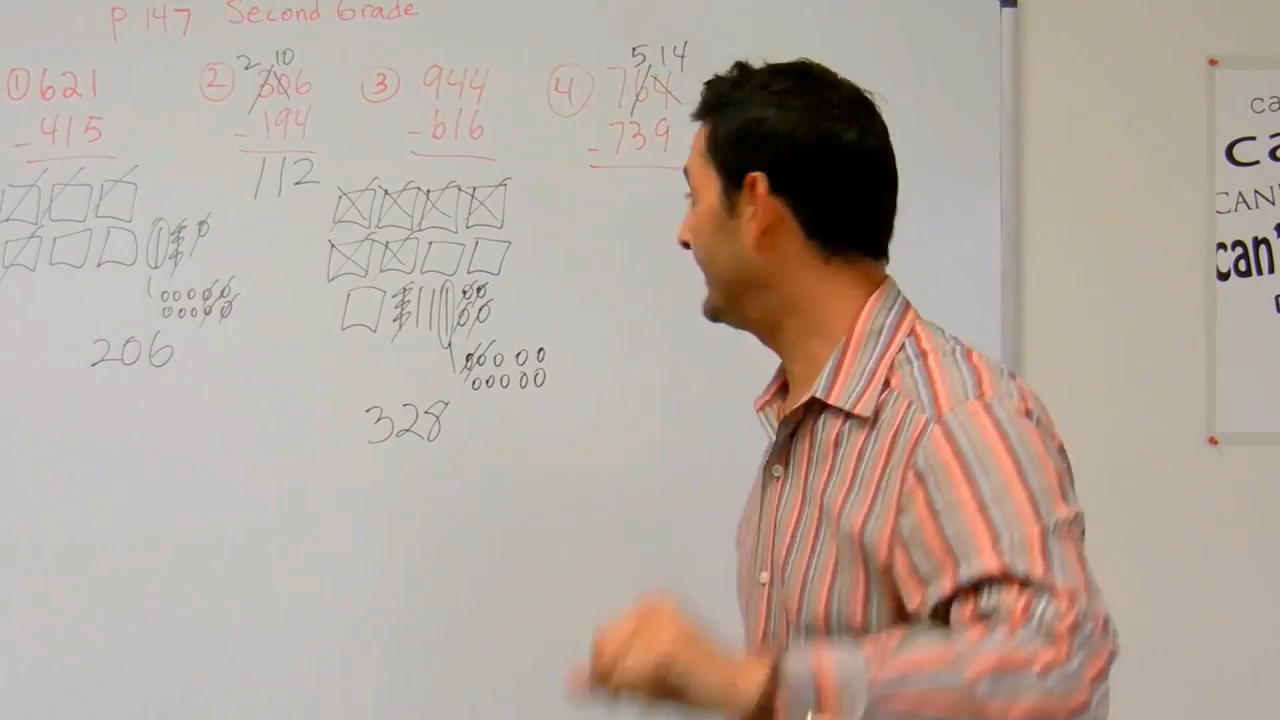 P 147 Second Grade
① 621
- 415
206
2 10
② 306
- 194
112
③ 944
- 616
328
5 14
④ 764
- 739
ca
ca
CAN'
can'